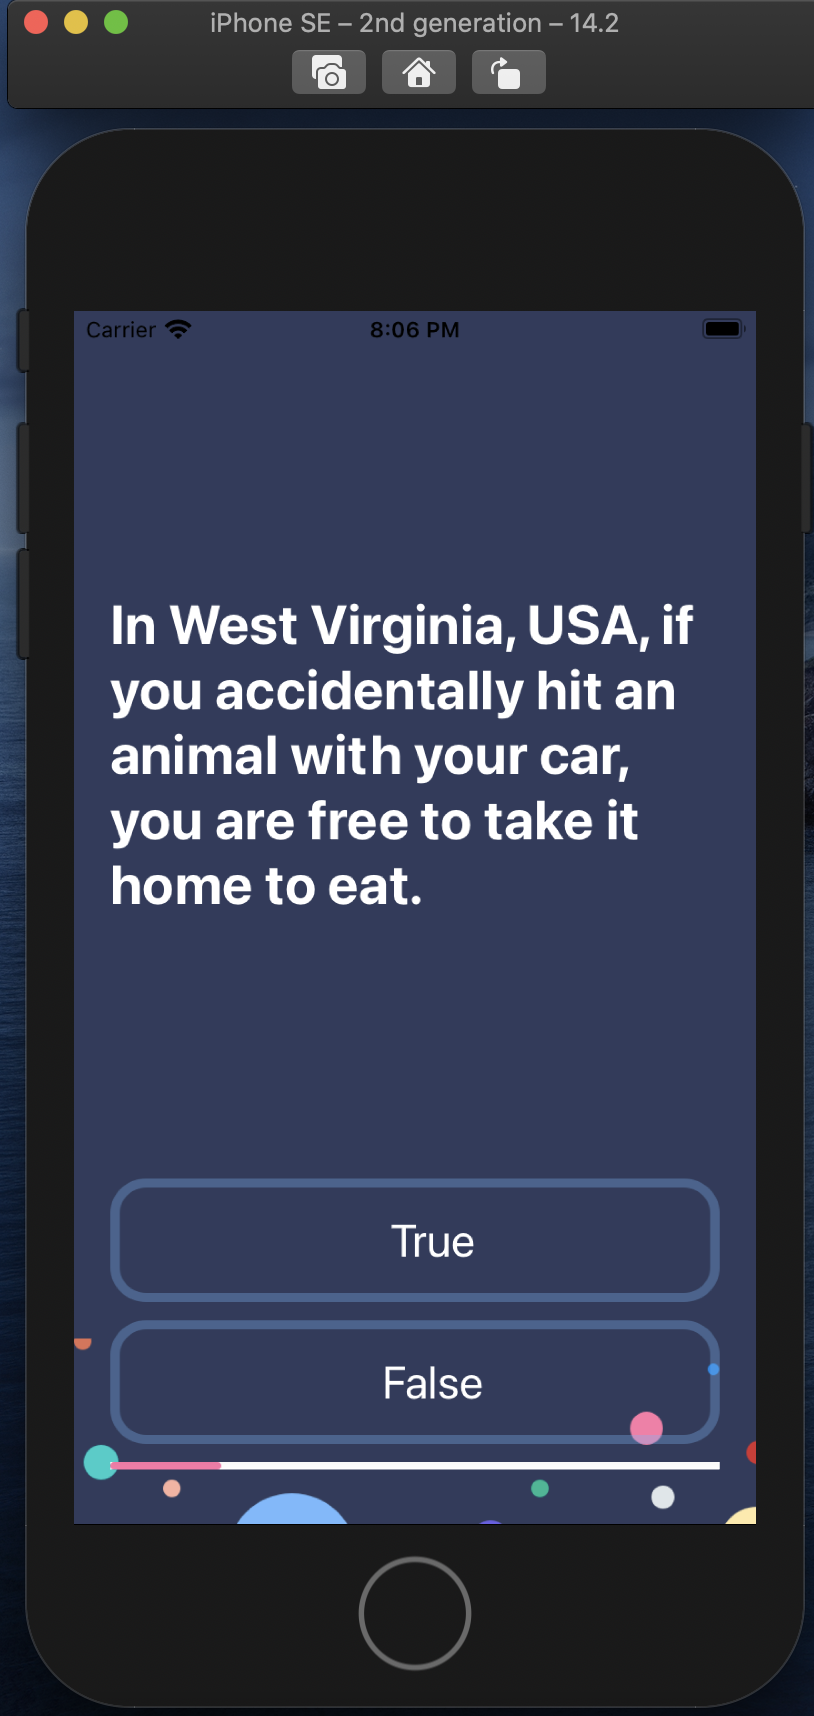 iPhone SE – 2nd generation – 14.2
Carrier 8:06 PM
In West Virginia, USA, if
you accidentally hit an
animal with your car,
you are free to take it
home to eat.
True
False